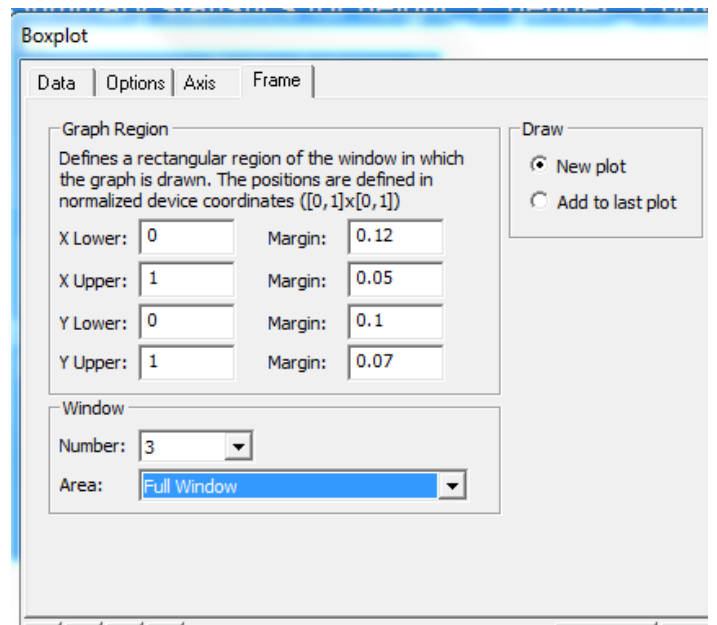 Boxplot
Data Options Axis Frame
Graph Region
Defines a rectangular region of the window in which
the graph is drawn. The positions are defined in
normalized device coordinates ([0,1]x[0,1])
X Lower: 0 Margin: 0.12
X Upper: 1 Margin: 0.05
Y Lower: 0 Margin: 0.1
Y Upper: 1 Margin: 0.07
Draw
New plot
Add to last plot
Window
Number: 3
Area: Full Window